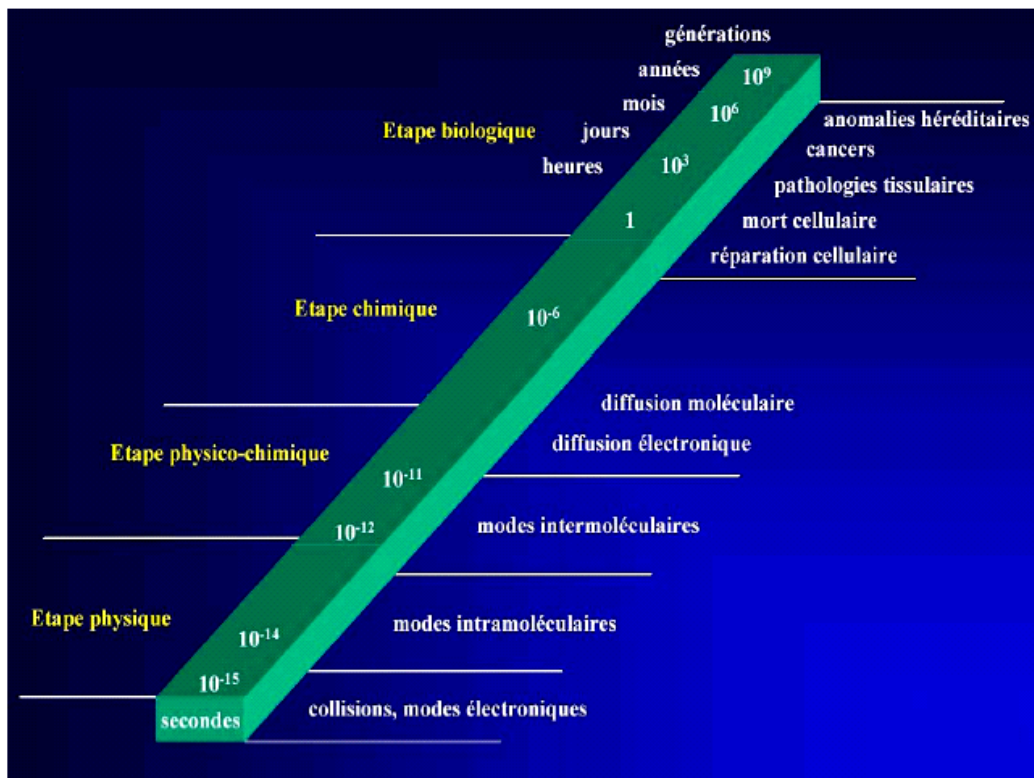 générations
années
10⁹
mois
10⁶
anomalies héréditaires
Etape biologique
jours
cancers
heures
10³
pathologies tissulaires
1
mort cellulaire
réparation cellulaire
Etape chimique
10⁻⁶
diffusion moléculaire
Etape physico-chimique
diffusion électronique
10⁻¹¹
10⁻¹²
modes intermoléculaires
Etape physique
10⁻¹⁴
modes intramoléculaires
10⁻¹⁵
secondes
collisions, modes électroniques